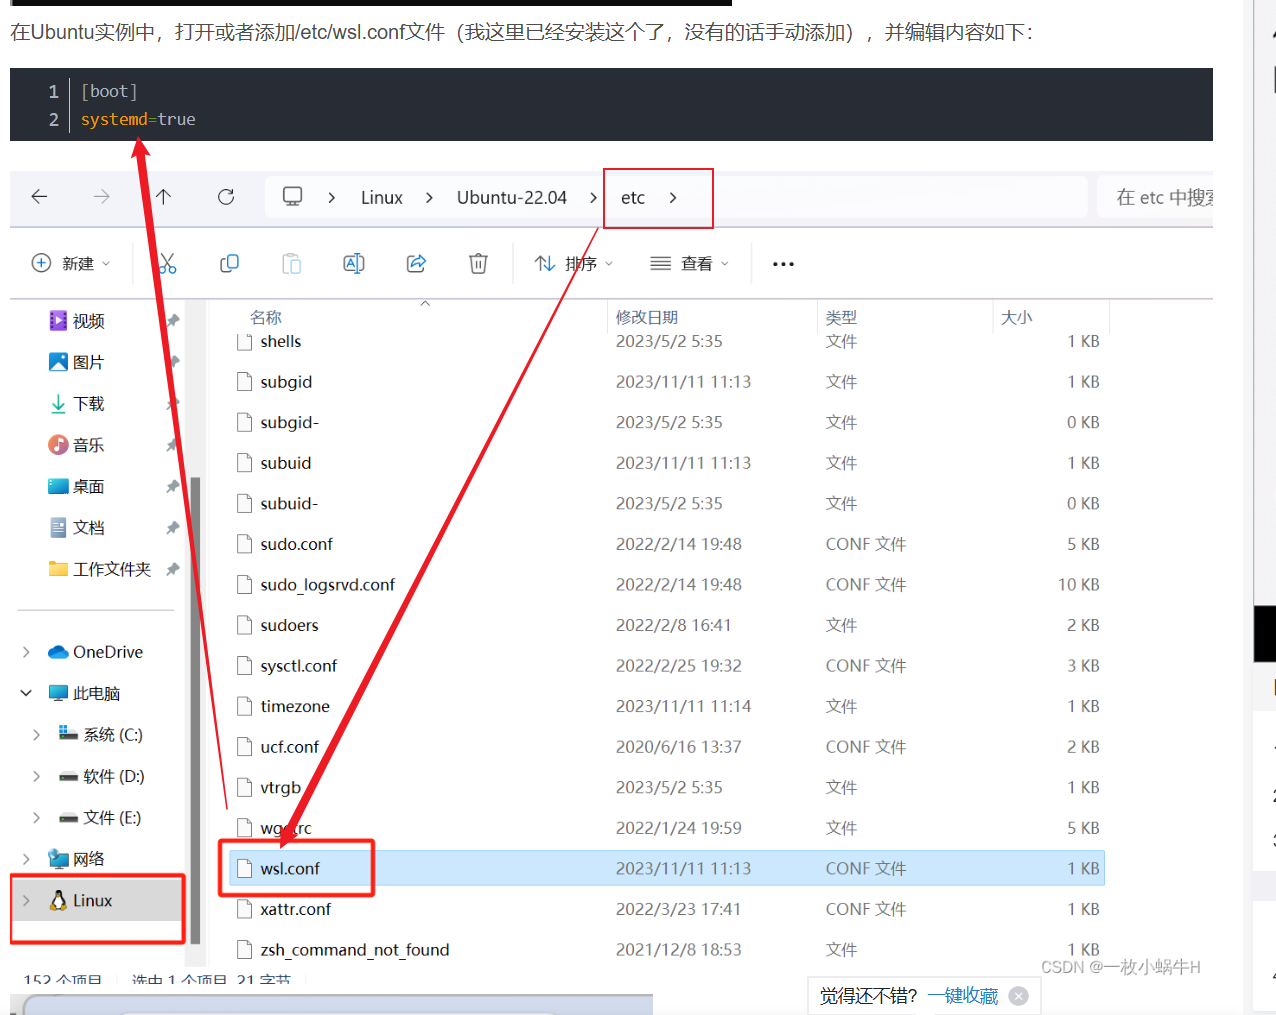 在Ubuntu实例中，打开或者添加/etc/wsl.conf文件（我这里已经安装这个了，没有的话手动添加），并编辑内容如下：
1 [boot]
2 systemd=true
Linux > Ubuntu-22.04 > etc > 在 etc 中搜索
新建 排序 查看
名称 修改日期 类型 大小
视频
图片
下载
音乐
桌面
文档
工作文件夹
OneDrive
此电脑
系统 (C:)
软件 (D:)
文件 (E:)
网络
Linux
shells 2023/5/2 5:35 文件 1 KB
subgid 2023/11/11 11:13 文件 1 KB
subgid- 2023/5/2 5:35 文件 0 KB
subuid 2023/11/11 11:13 文件 1 KB
subuid- 2023/5/2 5:35 文件 0 KB
sudo.conf 2022/2/14 19:48 CONF 文件 5 KB
sudo_logsrvd.conf 2022/2/14 19:48 CONF 文件 10 KB
sudoers 2022/2/8 16:41 文件 2 KB
sysctl.conf 2022/2/25 19:32 CONF 文件 3 KB
timezone 2023/11/11 11:14 文件 1 KB
ucf.conf 2020/6/16 13:37 CONF 文件 2 KB
vtrgb 2023/5/2 5:35 文件 1 KB
wgetrc 2022/1/24 19:59 文件 5 KB
wsl.conf 2023/11/11 11:13 CONF 文件 1 KB
xattr.conf 2022/3/23 17:41 CONF 文件 1 KB
zsh_command_not_found 2021/12/8 18:53 文件 1 KB
152 个项目 选中 1 个项目 21 字节
CSDN @一枚小蜗牛H
觉得还不错? 一键收藏